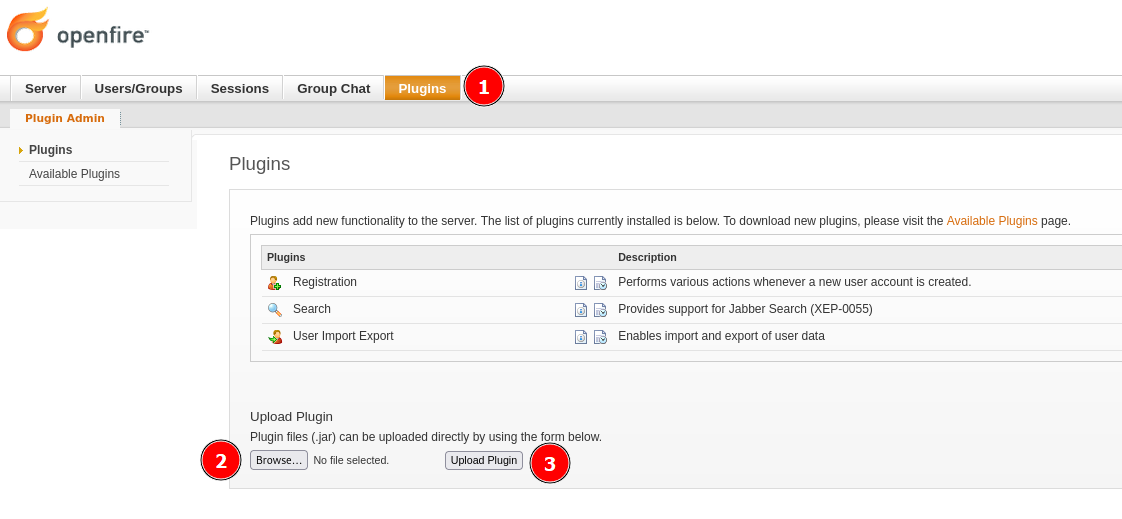 openfire™
Server Users/Groups Sessions Group Chat Plugins 1
Plugin Admin
Plugins
Available Plugins
Plugins
Plugins add new functionality to the server. The list of plugins currently installed is below. To download new plugins, please visit the Available Plugins page.
Plugins Description
Registration Performs various actions whenever a new user account is created.
Search Provides support for Jabber Search (XEP-0055)
User Import Export Enables import and export of user data
Upload Plugin
Plugin files (.jar) can be uploaded directly by using the form below.
2 Browse... No file selected. Upload Plugin 3